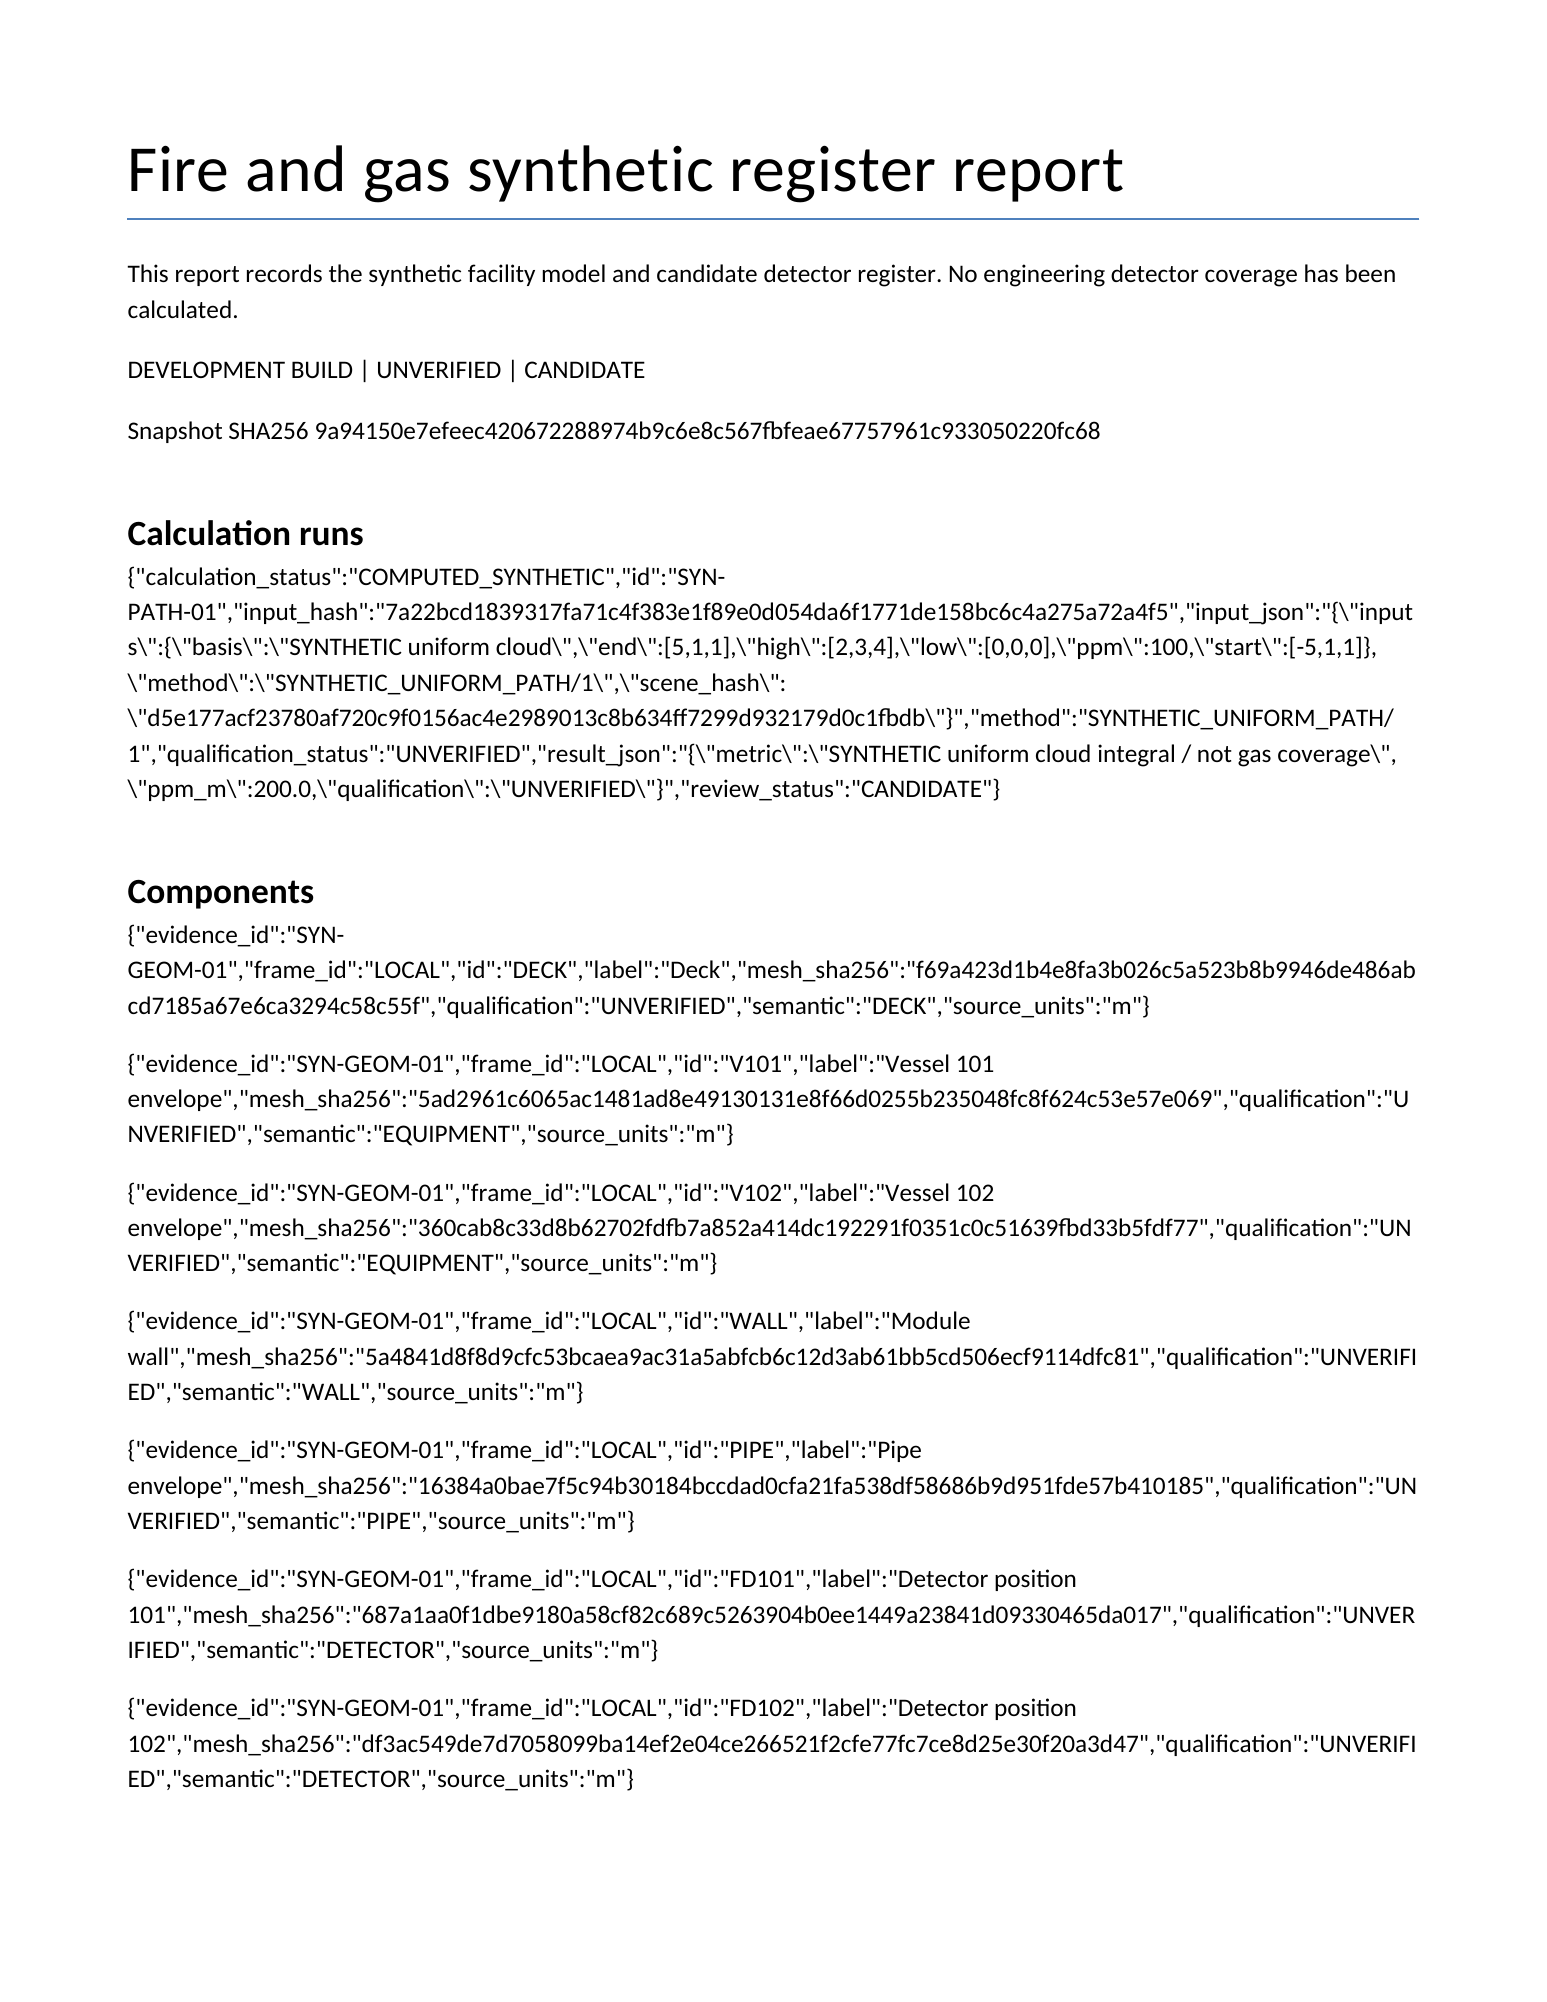 Fire and gas synthetic register report
This report records the synthetic facility model and candidate detector register. No engineering detector coverage has been
calculated.
DEVELOPMENT BUILD | UNVERIFIED | CANDIDATE
Snapshot SHA256 9a94150e7efeec420672288974b9c6e8c567fbfeae67757961c933050220fc68
Calculation runs
{"calculation_status":"COMPUTED_SYNTHETIC","id":"SYN-
PATH-01","input_hash":"7a22bcd1839317fa71c4f383e1f89e0d054da6f1771de158bc6c4a275a72a4f5","input_json":"{\"input
s\":{\"basis\":\"SYNTHETIC uniform cloud\",\"end\":[5,1,1],\"high\":[2,3,4],\"low\":[0,0,0],\"ppm\":100,\"start\":[-5,1,1]},
\"method\":\"SYNTHETIC_UNIFORM_PATH/1\",\"scene_hash\":
\"d5e177acf23780af720c9f0156ac4e2989013c8b634ff7299d932179d0c1fbdb\"}","method":"SYNTHETIC_UNIFORM_PATH/
1","qualification_status":"UNVERIFIED","result_json":"{\"metric\":\"SYNTHETIC uniform cloud integral / not gas coverage\",
\"ppm_m\":200.0,\"qualification\":\"UNVERIFIED\"}","review_status":"CANDIDATE"}
Components
{"evidence_id":"SYN-
GEOM-01","frame_id":"LOCAL","id":"DECK","label":"Deck","mesh_sha256":"f69a423d1b4e8fa3b026c5a523b8b9946de486ab
cd7185a67e6ca3294c58c55f","qualification":"UNVERIFIED","semantic":"DECK","source_units":"m"}
{"evidence_id":"SYN-GEOM-01","frame_id":"LOCAL","id":"V101","label":"Vessel 101
envelope","mesh_sha256":"5ad2961c6065ac1481ad8e49130131e8f66d0255b235048fc8f624c53e57e069","qualification":"U
NVERIFIED","semantic":"EQUIPMENT","source_units":"m"}
{"evidence_id":"SYN-GEOM-01","frame_id":"LOCAL","id":"V102","label":"Vessel 102
envelope","mesh_sha256":"360cab8c33d8b62702fdfb7a852a414dc192291f0351c0c51639fbd33b5fdf77","qualification":"UN
VERIFIED","semantic":"EQUIPMENT","source_units":"m"}
{"evidence_id":"SYN-GEOM-01","frame_id":"LOCAL","id":"WALL","label":"Module
wall","mesh_sha256":"5a4841d8f8d9cfc53bcaea9ac31a5abfcb6c12d3ab61bb5cd506ecf9114dfc81","qualification":"UNVERIFI
ED","semantic":"WALL","source_units":"m"}
{"evidence_id":"SYN-GEOM-01","frame_id":"LOCAL","id":"PIPE","label":"Pipe
envelope","mesh_sha256":"16384a0bae7f5c94b30184bccdad0cfa21fa538df58686b9d951fde57b410185","qualification":"UN
VERIFIED","semantic":"PIPE","source_units":"m"}
{"evidence_id":"SYN-GEOM-01","frame_id":"LOCAL","id":"FD101","label":"Detector position
101","mesh_sha256":"687a1aa0f1dbe9180a58cf82c689c5263904b0ee1449a23841d09330465da017","qualification":"UNVER
IFIED","semantic":"DETECTOR","source_units":"m"}
{"evidence_id":"SYN-GEOM-01","frame_id":"LOCAL","id":"FD102","label":"Detector position
102","mesh_sha256":"df3ac549de7d7058099ba14ef2e04ce266521f2cfe77fc7ce8d25e30f20a3d47","qualification":"UNVERIFI
ED","semantic":"DETECTOR","source_units":"m"}